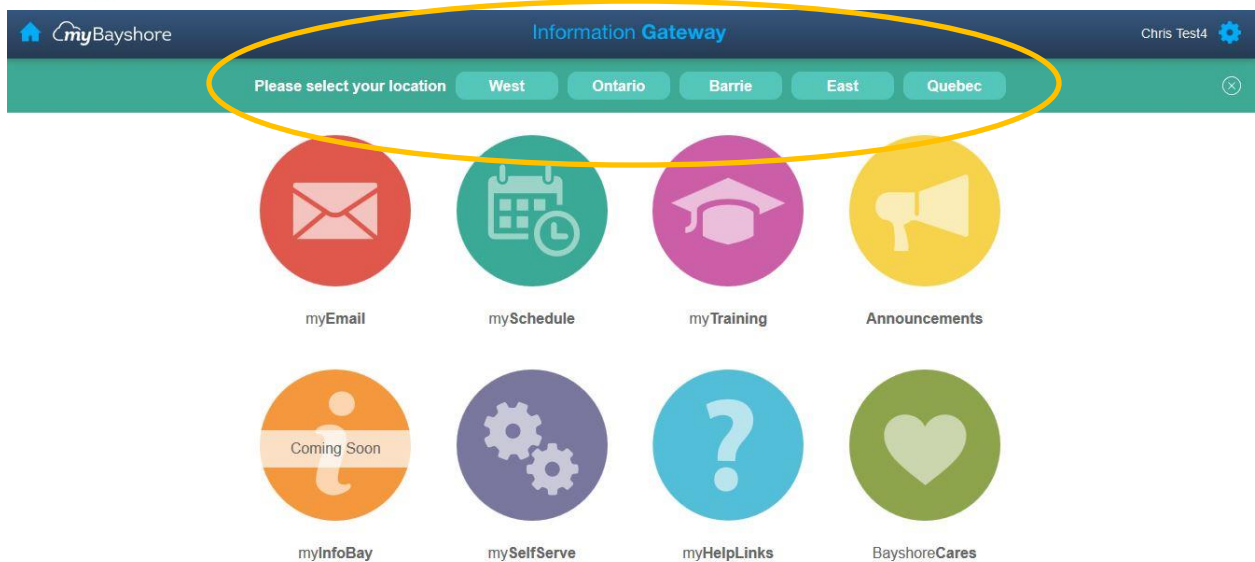 myBayshore Information Gateway Chris Test4
Please select your location West Ontario Barrie East Quebec
myEmail mySchedule myTraining Announcements
Coming Soon
myInfoBay mySelfServe myHelpLinks BayshoreCares